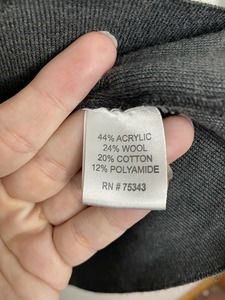 44% ACRYLIC
24% WOOL
20% COTTON
12% POLYAMIDE
RN # 75343